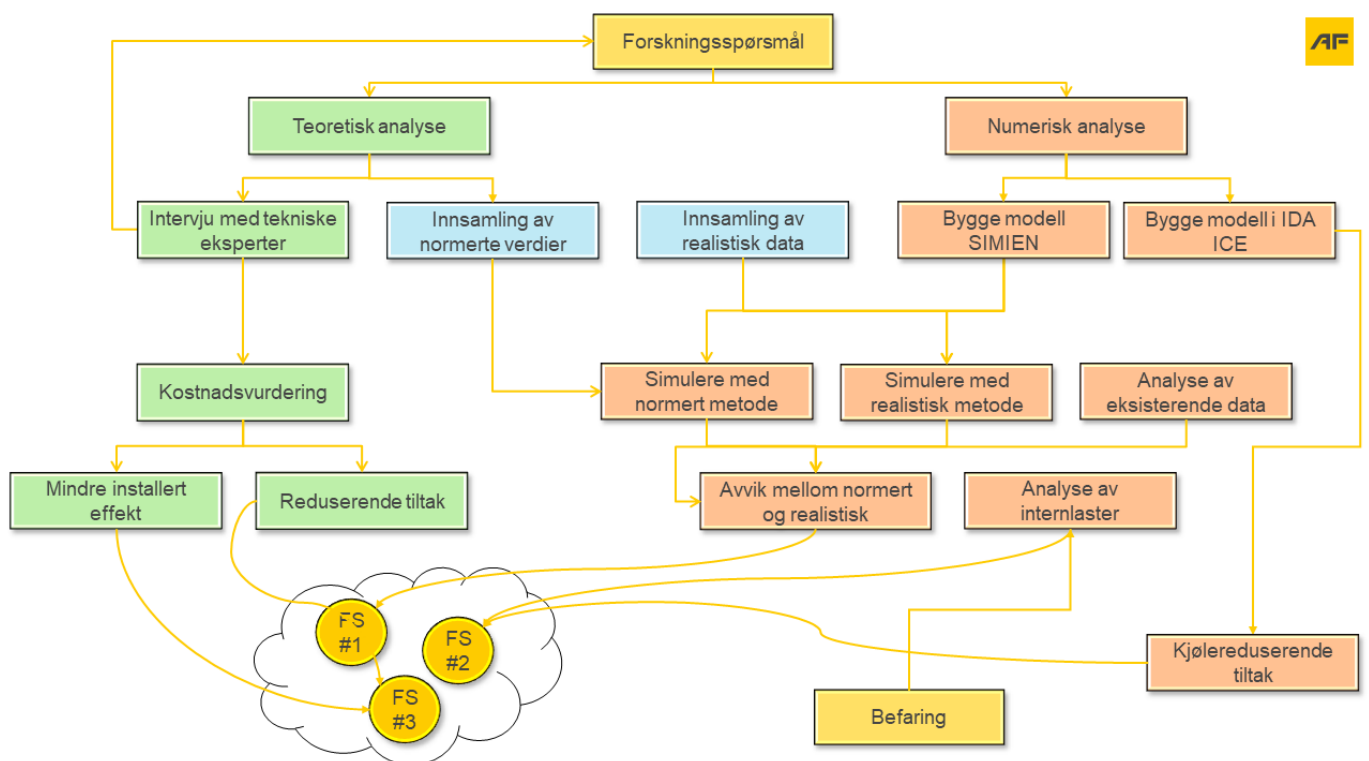 Forskningsspørsmål
AF
Teoretisk analyse
Numerisk analyse
Intervju med tekniske
eksperter
Innsamling av
normerte verdier
Innsamling av
realistisk data
Bygge modell
SIMIEN
Bygge modell i IDA
ICE
Kostnadsvurdering
Simulere med
normert metode
Simulere med
realistisk metode
Analyse av
eksisterende data
Mindre installert
effekt
Reduserende tiltak
Avvik mellom normert
og realistisk
Analyse av
internlaster
FS
#1
FS
#2
FS
#3
Kjølereduserende
tiltak
Befaring